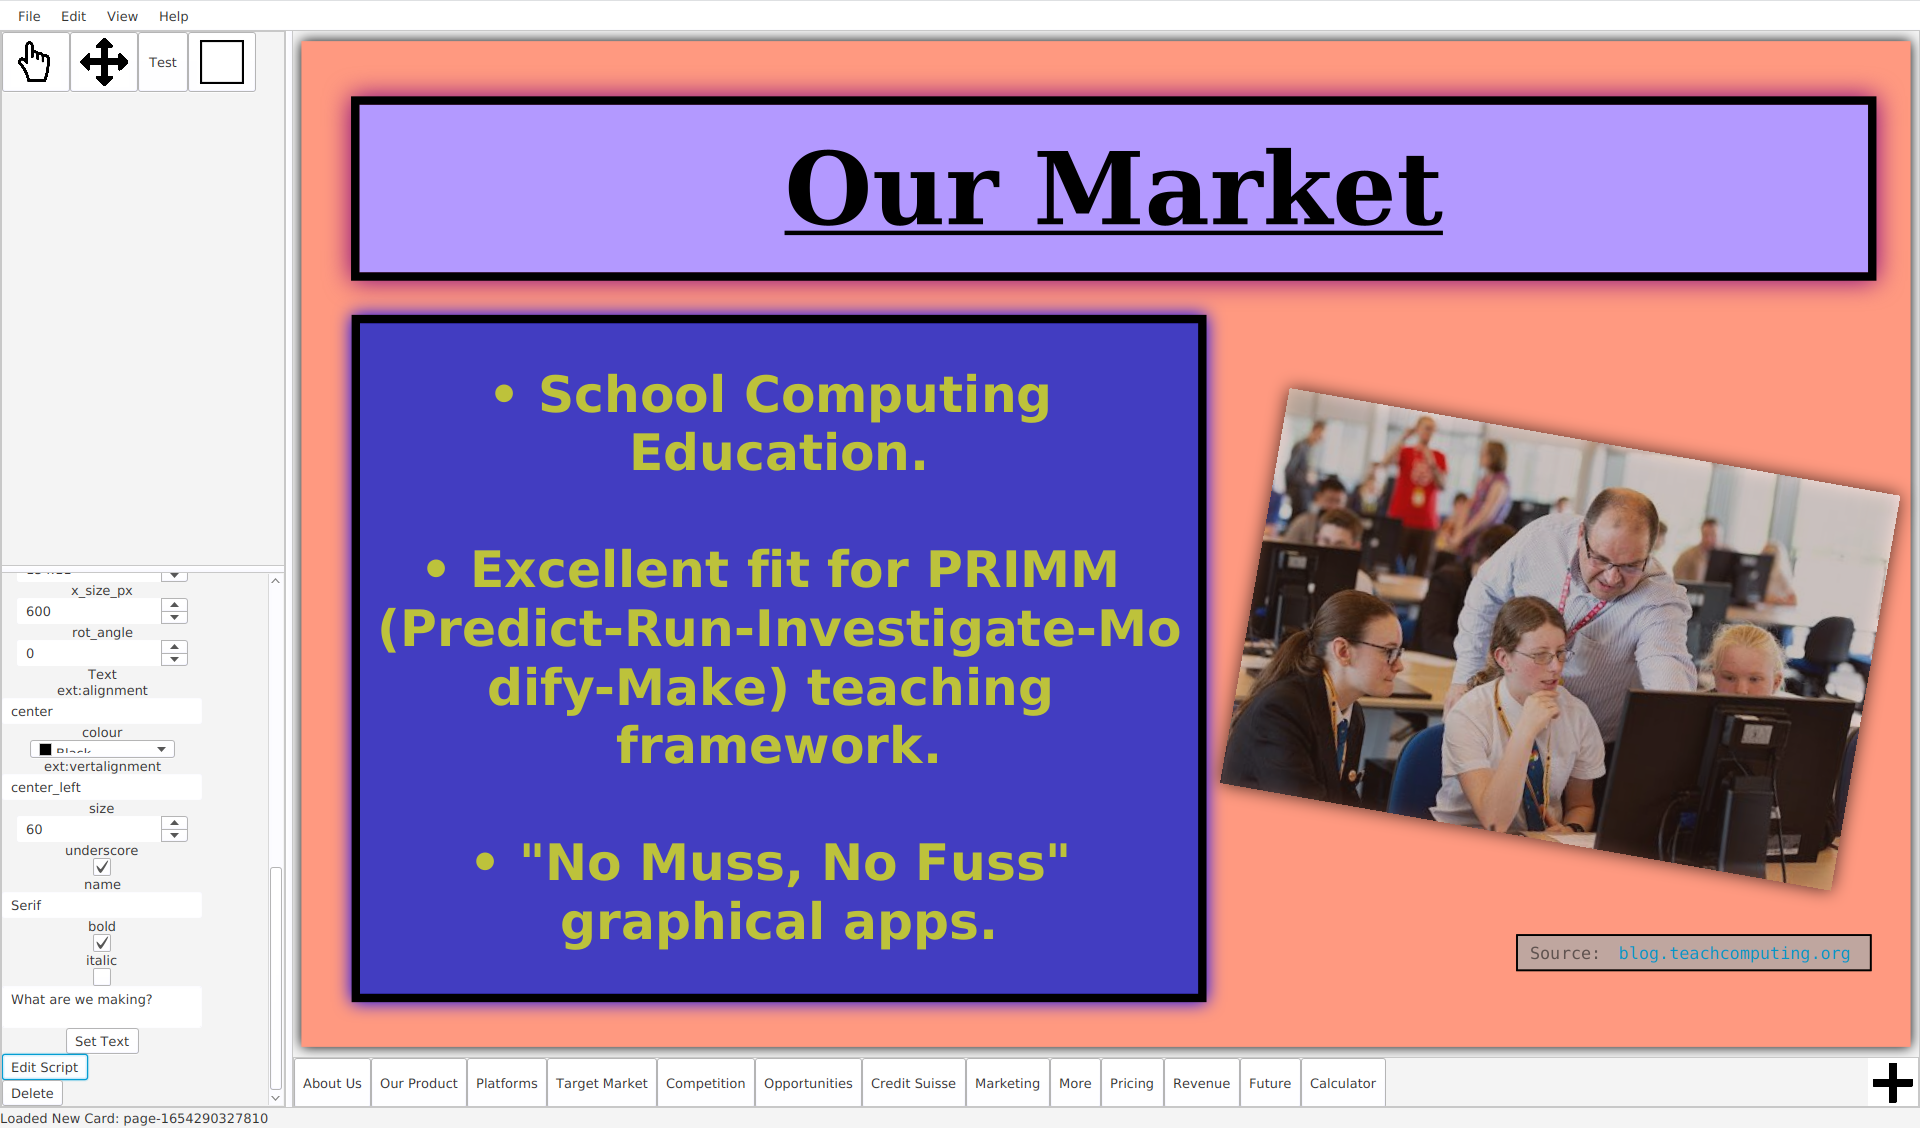 File Edit View Help
Test
Our Market
• School Computing
Education.
• Excellent fit for PRIMM
(Predict-Run-Investigate-Mo
dify-Make) teaching
framework.
• "No Muss, No Fuss"
graphical apps.
Source: blog.teachcomputing.org
x_size_px
600
rot_angle
0
Text
ext:alignment
center
colour
Black
ext:vertalignment
center_left
size
60
underscore
name
Serif
bold
italic
What are we making?
Set Text
Edit Script
Delete
About Us Our Product Platforms Target Market Competition Opportunities Credit Suisse Marketing More Pricing Revenue Future Calculator
Loaded New Card: page-1654290327810